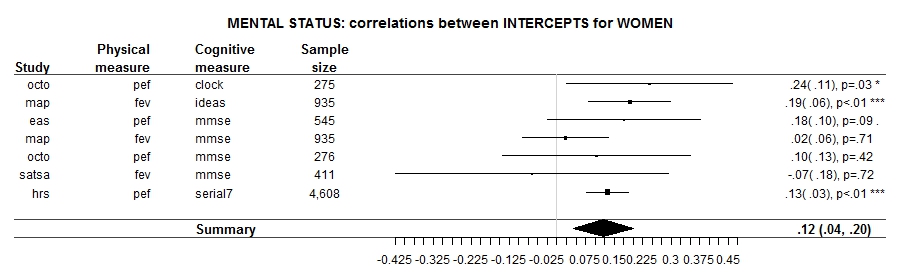 MENTAL STATUS: correlations between INTERCEPTS for WOMEN
Physical Cognitive Sample
Study measure measure size
octo pef clock 275 .24( .11), p=.03 *
map fev ideas 935 .19( .06), p<.01 ***
eas pef mmse 545 .18( .10), p=.09 .
map fev mmse 935 .02( .06), p=.71
octo pef mmse 276 .10( .13), p=.42
satsa fev mmse 411 -.07( .18), p=.72
hrs pef serial7 4,608 .13( .03), p<.01 ***
Summary .12 (.04, .20)
-0.425 -0.325 -0.225 -0.125 -0.025 0.075 0.15 0.225 0.3 0.375 0.45